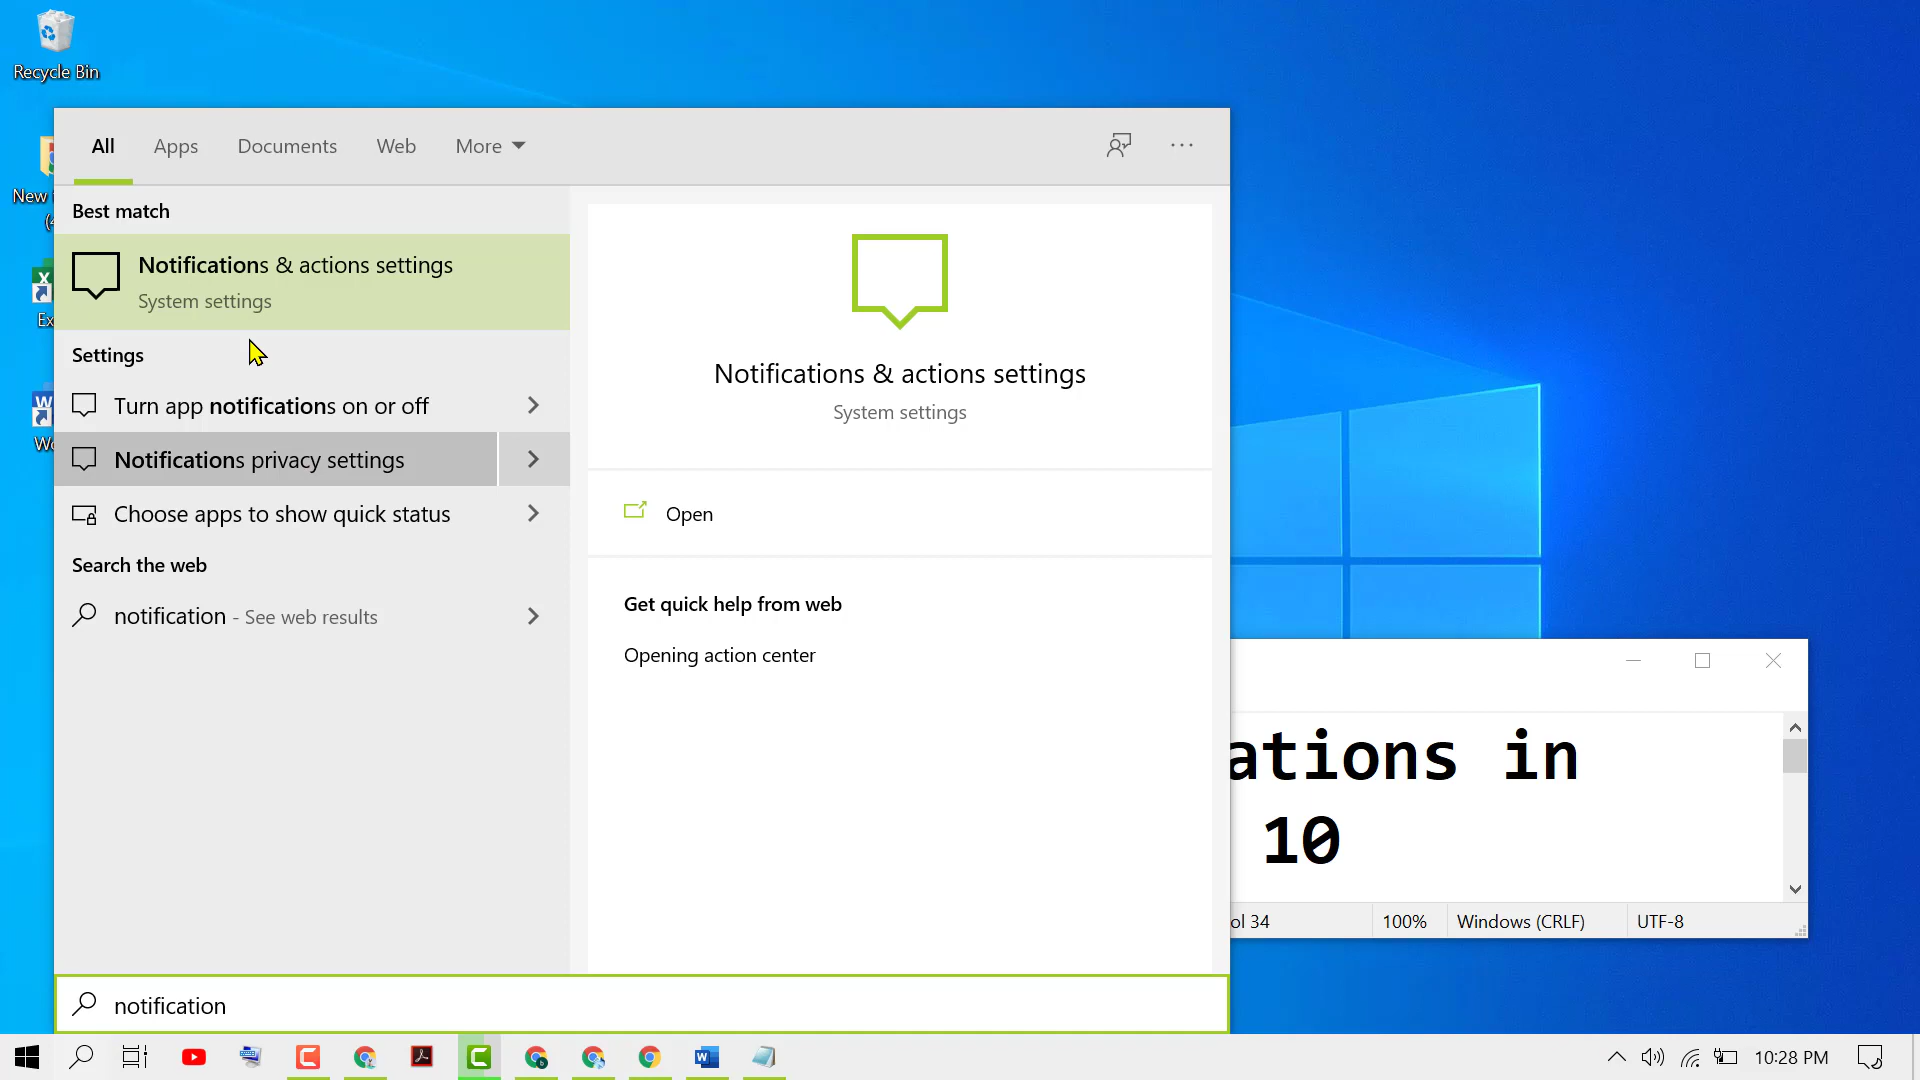 Recycle Bin
New
Ex
All Apps Documents Web More
Best match
Notifications & actions settings
System settings
Settings
Turn app notifications on or off
Notifications privacy settings
Choose apps to show quick status
Search the web
notification - See web results
Notifications & actions settings
System settings
Open
Get quick help from web
Opening action center
ations in
10
ol 34 100% Windows (CRLF) UTF-8
notification
10:28 PM